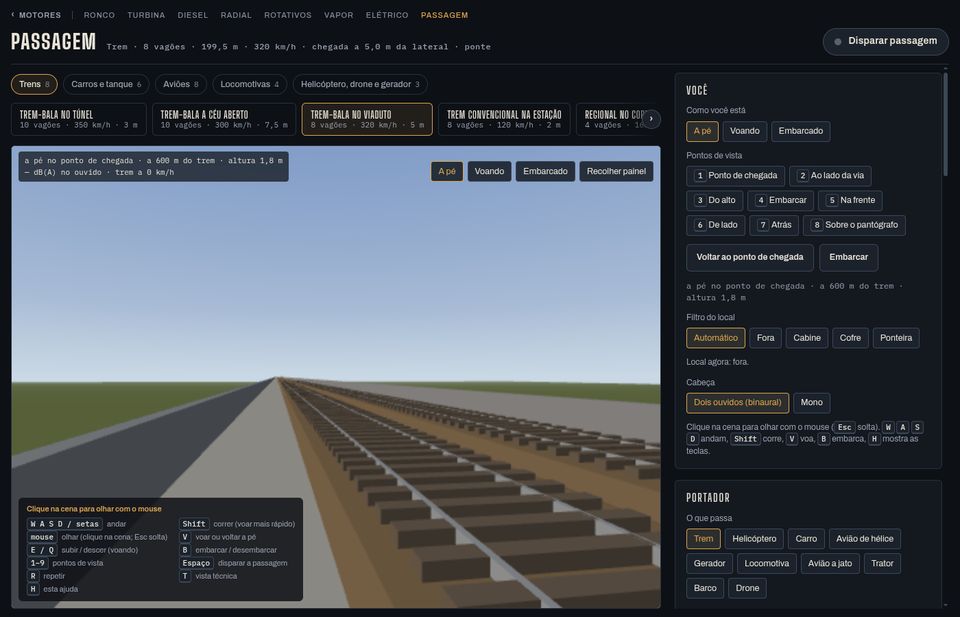 ‹ MOTORES RONCO TURBINA DIESEL RADIAL ROTATIVOS VAPOR ELÉTRICO PASSAGEM
PASSAGEM Trem · 8 vagões · 199,5 m · 320 km/h · chegada a 5,0 m da lateral · ponte
Disparar passagem
Trens 8 Carros e tanque 6 Aviões 8 Locomotivas 4 Helicóptero, drone e gerador 3
TREM-BALA NO TÚNEL
10 vagões · 350 km/h · 3 m
TREM-BALA A CÉU ABERTO
10 vagões · 300 km/h · 7,5 m
TREM-BALA NO VIADUTO
8 vagões · 320 km/h · 5 m
TREM CONVENCIONAL NA ESTAÇÃO
8 vagões · 120 km/h · 2 m
REGIONAL NO
4 vagões ·
›
a pé no ponto de chegada · a 600 m do trem · altura 1,8 m
— dB(A) no ouvido · trem a 0 km/h
A pé Voando Embarcado Recolher painel
Clique na cena para olhar com o mouse
W A S D / setas andar
mouse olhar (clique na cena; Esc solta)
E / Q subir / descer (voando)
1–9 pontos de vista
R repetir
H esta ajuda
Shift correr (voar mais rápido)
V voar ou voltar a pé
B embarcar / desembarcar
Espaço disparar a passagem
T vista técnica
VOCÊ
Como você está
A pé Voando Embarcado
Pontos de vista
1 Ponto de chegada 2 Ao lado da via
3 Do alto 4 Embarcar 5 Na frente
6 De lado 7 Atrás 8 Sobre o pantógrafo
Voltar ao ponto de chegada Embarcar
a pé no ponto de chegada · a 600 m do trem ·
altura 1,8 m
Filtro do local
Automático Fora Cabine Cofre Ponteira
Local agora: fora.
Cabeça
Dois ouvidos (binaural) Mono
Clique na cena para olhar com o mouse (Esc solta). W A S
D andam, Shift corre, V voa, B embarca, H mostra as
teclas.
PORTADOR
O que passa
Trem Helicóptero Carro Avião de hélice
Gerador Locomotiva Avião a jato Trator
Barco Drone